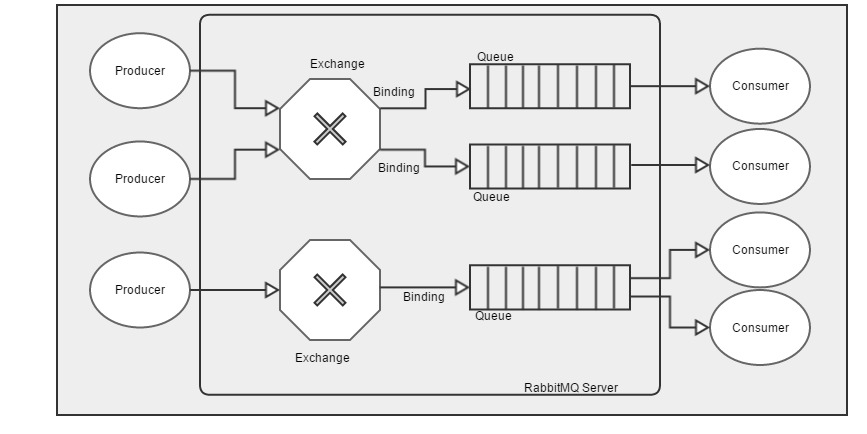 Exchange
Queue
Producer
Binding
Consumer
Binding
Consumer
Producer
Queue
Consumer
Producer
Binding
Queue
Consumer
Exchange
RabbitMQ Server